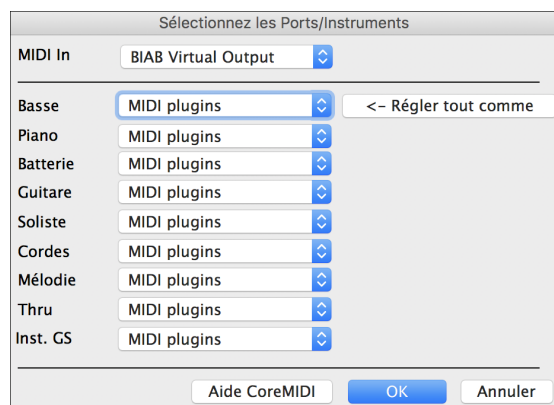 Sélectionnez les Ports/Instruments
MIDI In BIAB Virtual Output
Basse MIDI plugins <- Régler tout comme
Piano MIDI plugins
Batterie MIDI plugins
Guitare MIDI plugins
Soliste MIDI plugins
Cordes MIDI plugins
Mélodie MIDI plugins
Thru MIDI plugins
Inst. GS MIDI plugins
Aide CoreMIDI OK Annuler